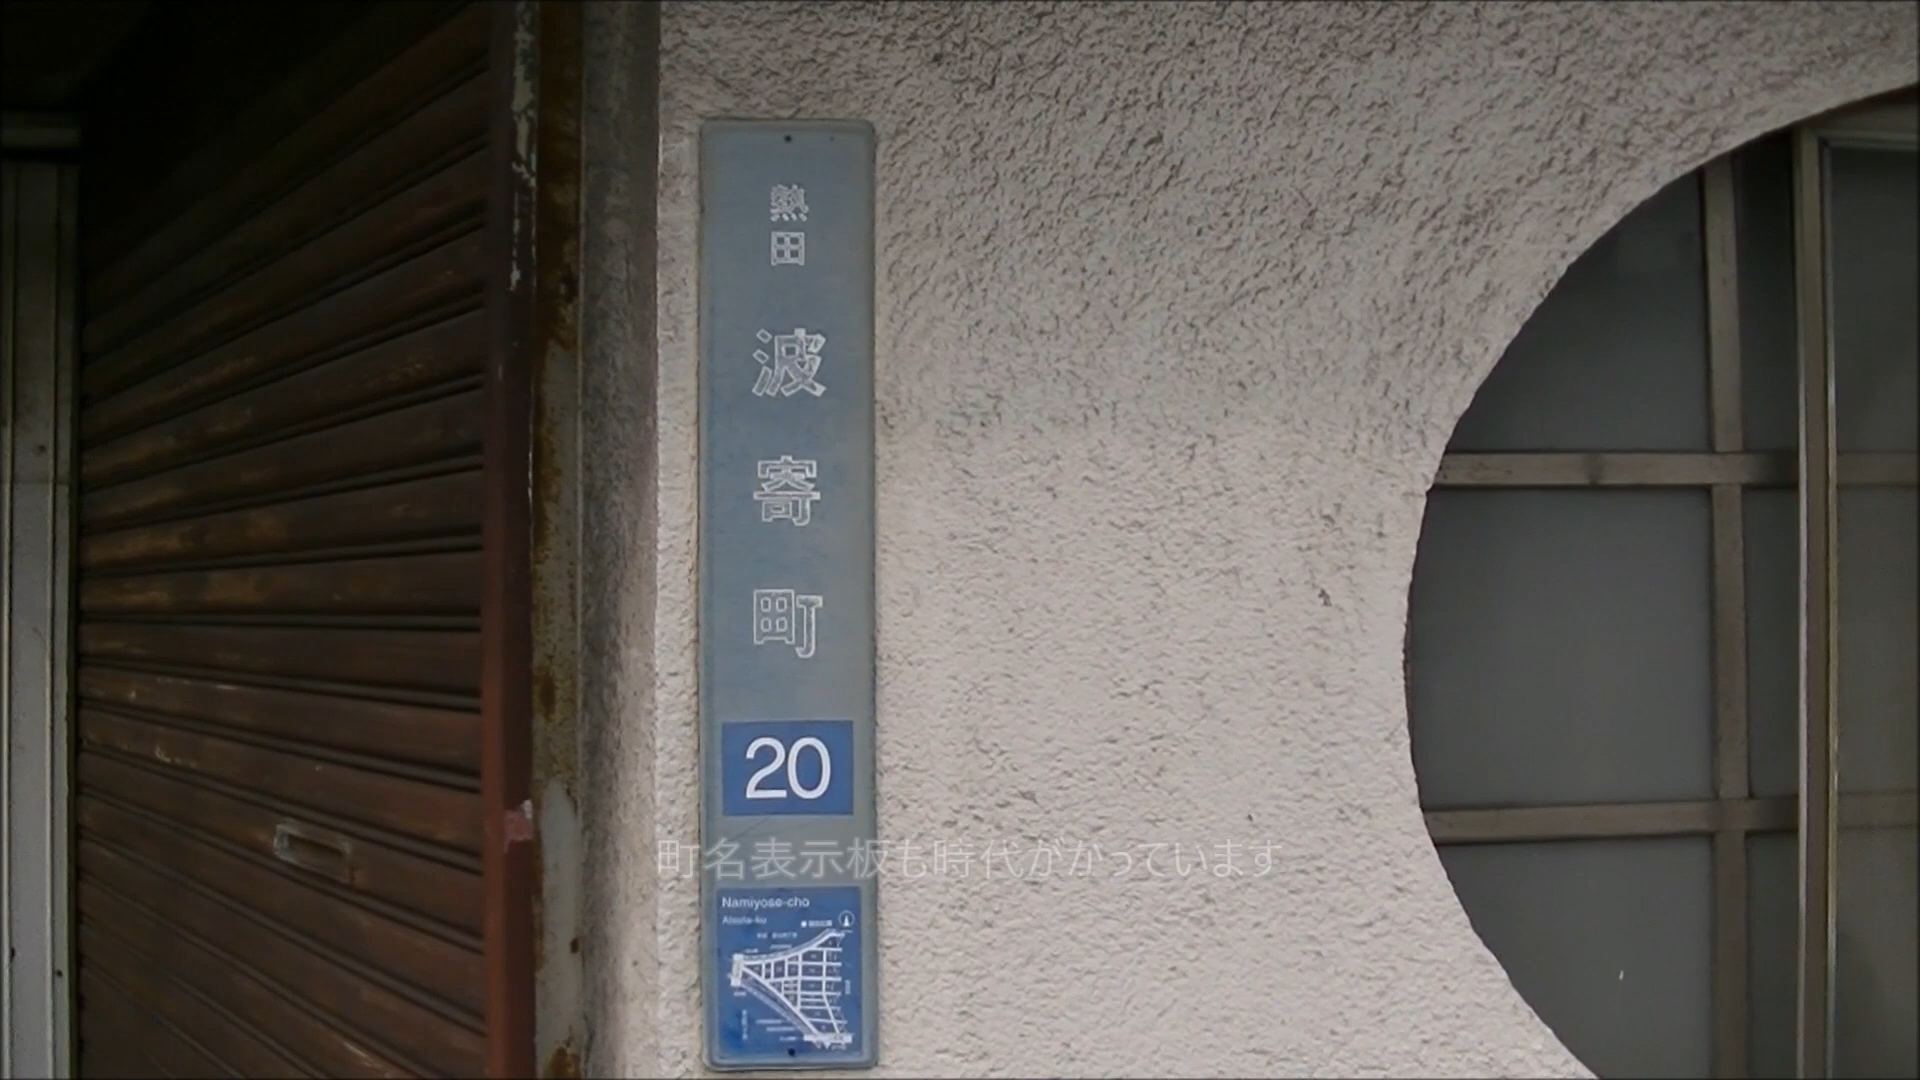 熱田
波寄町
20
町名表示板も時代がかっています
Namiyose-cho
Atsuta-ku